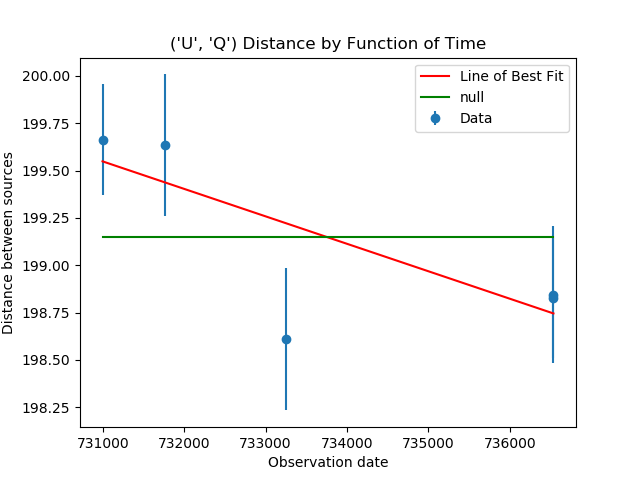 ('U', 'Q') Distance by Function of Time
Line of Best Fit
null
Data
Distance between sources
200.00
199.75
199.50
199.25
199.00
198.75
198.50
198.25
731000 732000 733000 734000 735000 736000
Observation date